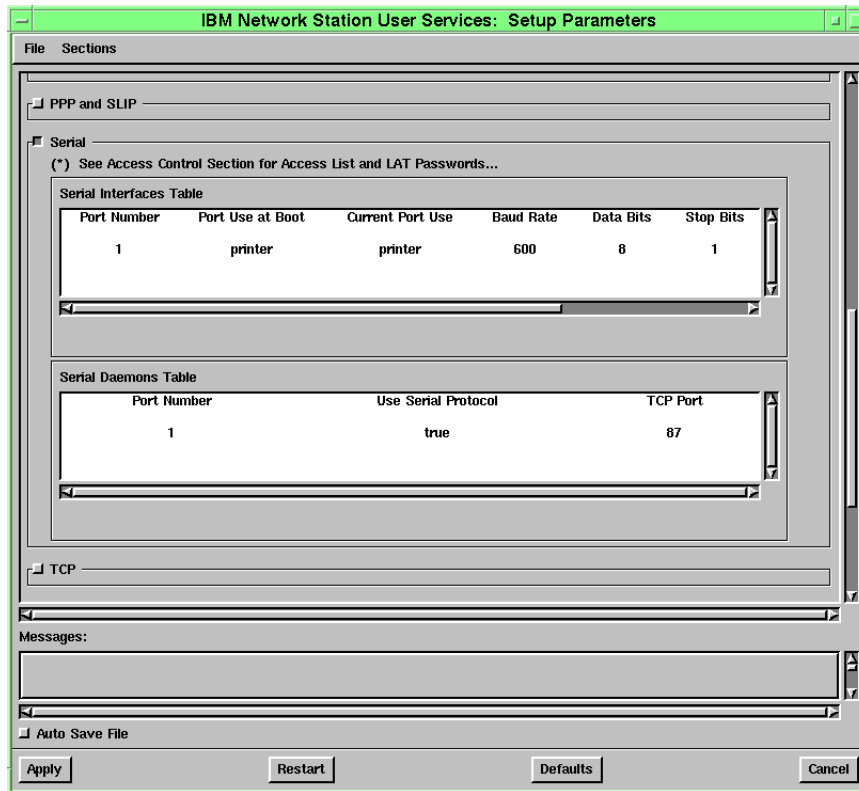 IBM Network Station User Services: Setup Parameters
File Sections
PPP and SLIP
Serial
(*) See Access Control Section for Access List and LAT Passwords...
Serial Interfaces Table
Port Number Port Use at Boot Current Port Use Baud Rate Data Bits Stop Bits
1 printer printer 600 8 1
Serial Daemons Table
Port Number Use Serial Protocol TCP Port
1 true 87
TCP
Messages:
Auto Save File
Apply Restart Defaults Cancel